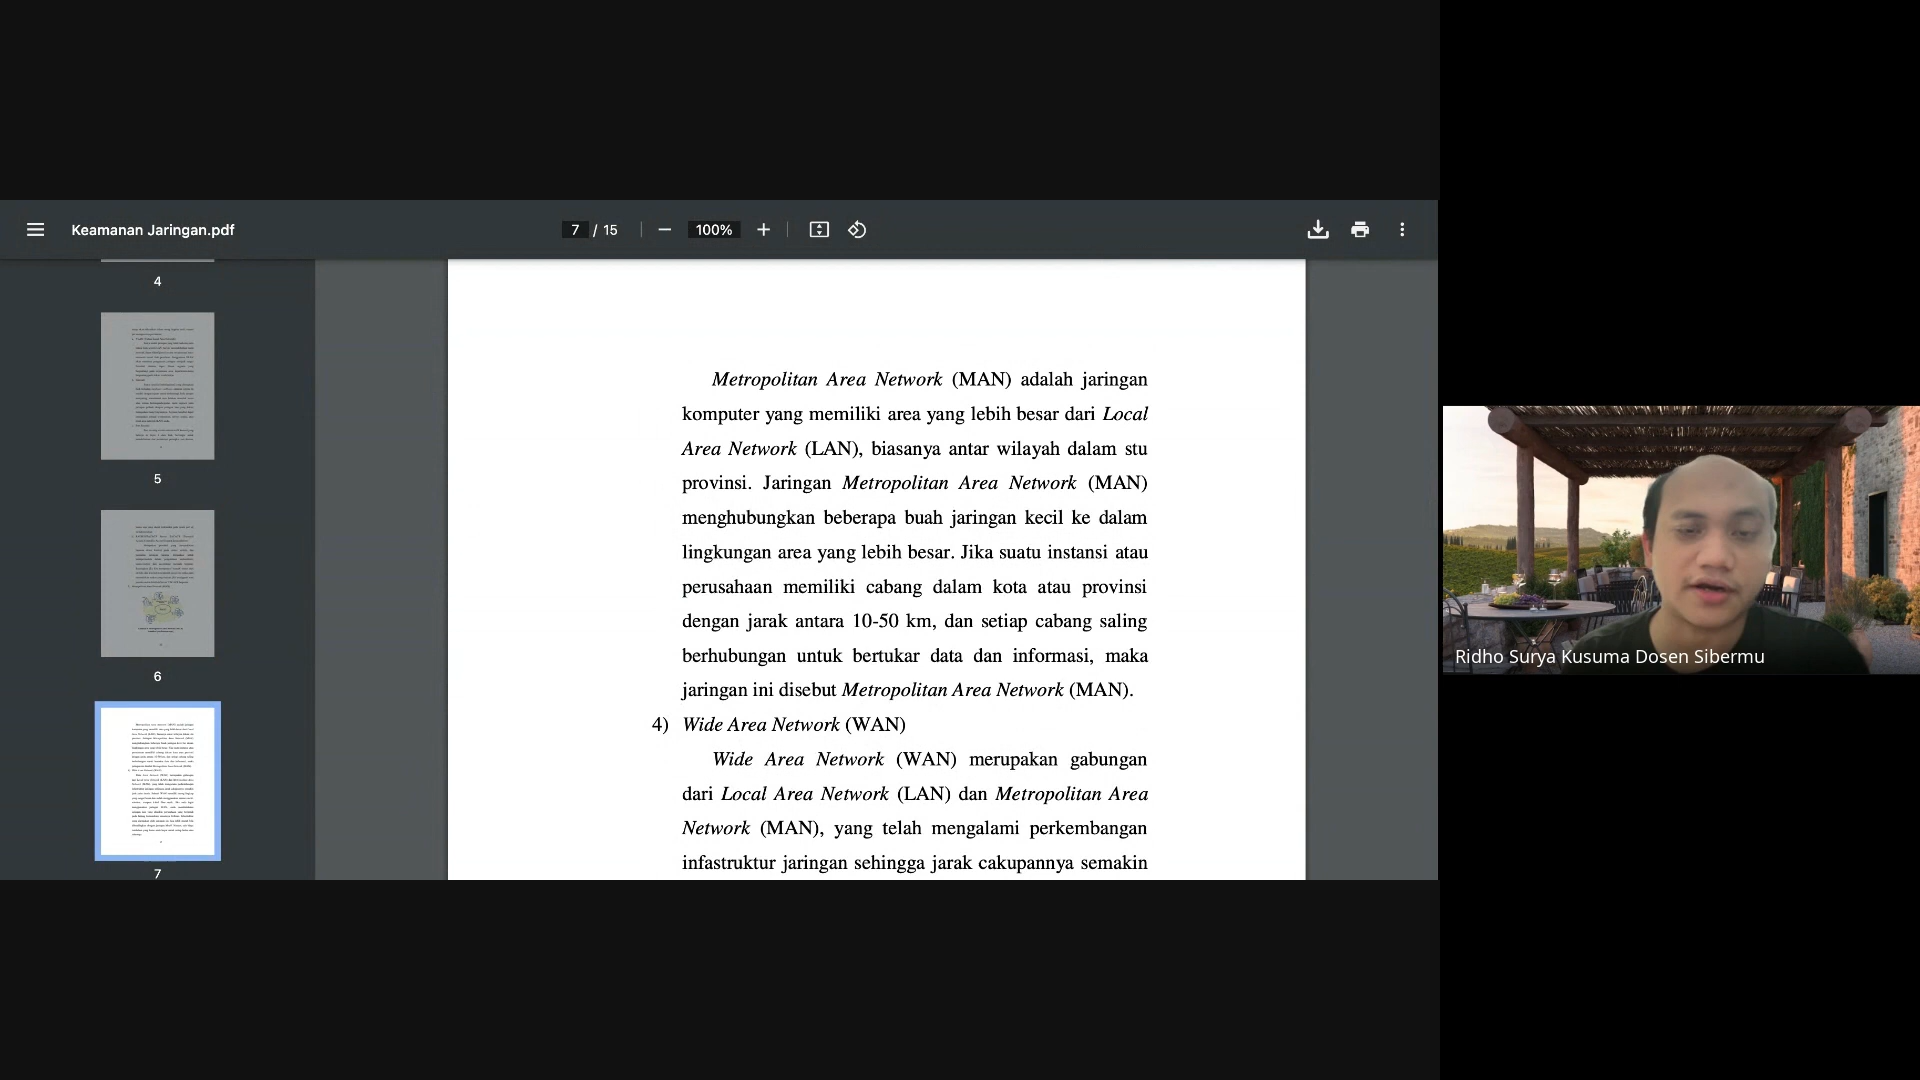 Keamanan Jaringan.pdf
7 / 15
100%
4
5
6
7
Metropolitan Area Network (MAN) adalah jaringan
komputer yang memiliki area yang lebih besar dari Local
Area Network (LAN), biasanya antar wilayah dalam stu
provinsi. Jaringan Metropolitan Area Network (MAN)
menghubungkan beberapa buah jaringan kecil ke dalam
lingkungan area yang lebih besar. Jika suatu instansi atau
perusahaan memiliki cabang dalam kota atau provinsi
dengan jarak antara 10-50 km, dan setiap cabang saling
berhubungan untuk bertukar data dan informasi, maka
jaringan ini disebut Metropolitan Area Network (MAN).
4) Wide Area Network (WAN)
Wide Area Network (WAN) merupakan gabungan
dari Local Area Network (LAN) dan Metropolitan Area
Network (MAN), yang telah mengalami perkembangan
infastruktur jaringan sehingga jarak cakupannya semakin
Ridho Surya Kusuma Dosen Sibermu